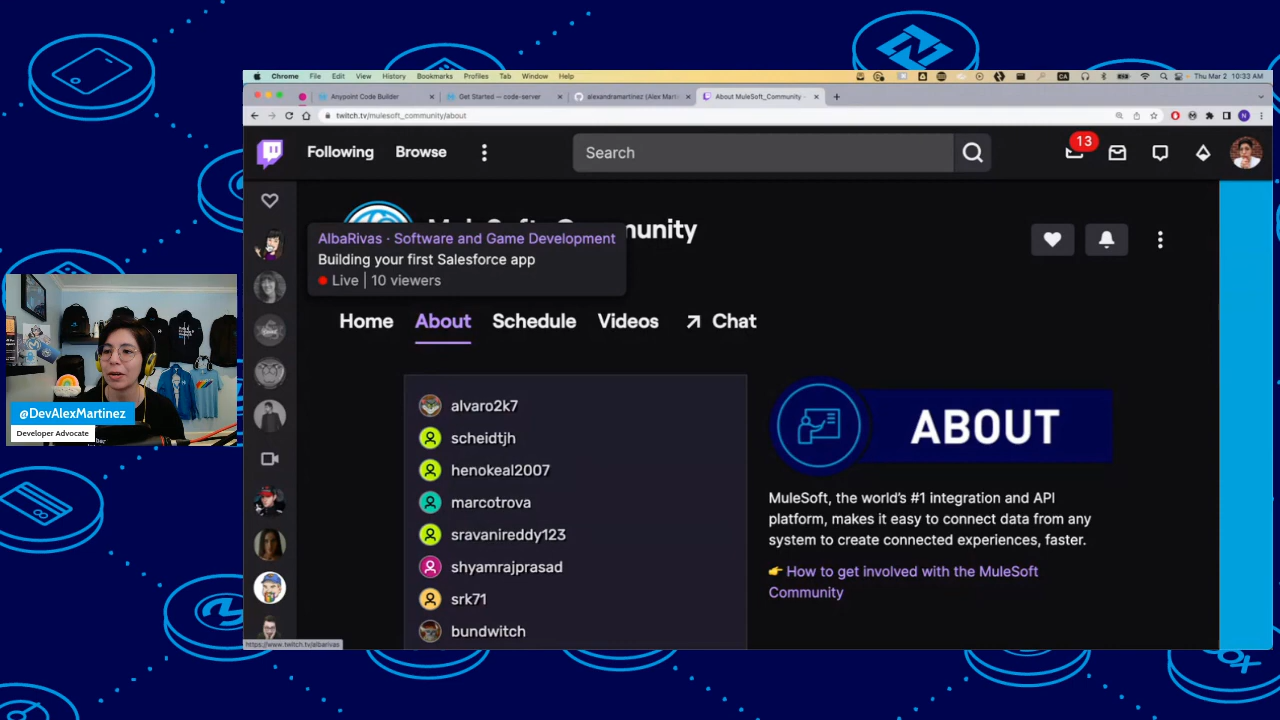 Chrome File Edit View History Bookmarks Profiles Tab Window Help
CA
Thu Mar 2 10:33 AM
Anypoint Code Builder
Get Started — code-server
alexandramartinez (Alex Mart
About MuleSoft_Community -
twitch.tv/mulesoft_community/about
N
Following
Browse
Search
13
AlbaRivas · Software and Game Development
Building your first Salesforce app
Live | 10 viewers
Home
About
Schedule
Videos
Chat
alvaro2k7
scheidtjh
henokeal2007
marcotrova
sravanireddy123
shyamrajprasad
srk71
bundwitch
ABOUT
MuleSoft, the world's #1 integration and API
platform, makes it easy to connect data from any
system to create connected experiences, faster.
👉 How to get involved with the MuleSoft
Community
https://www.twitch.tv/albarivas
@DevAlexMartinez
Developer Advocate